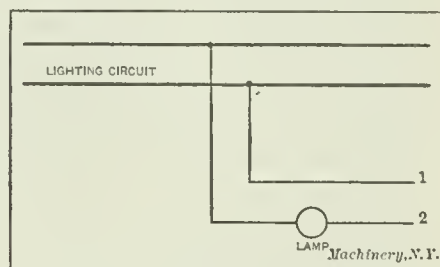 LIGHTING CIRCUIT
1
2
LAMP
Machinery, N.Y.